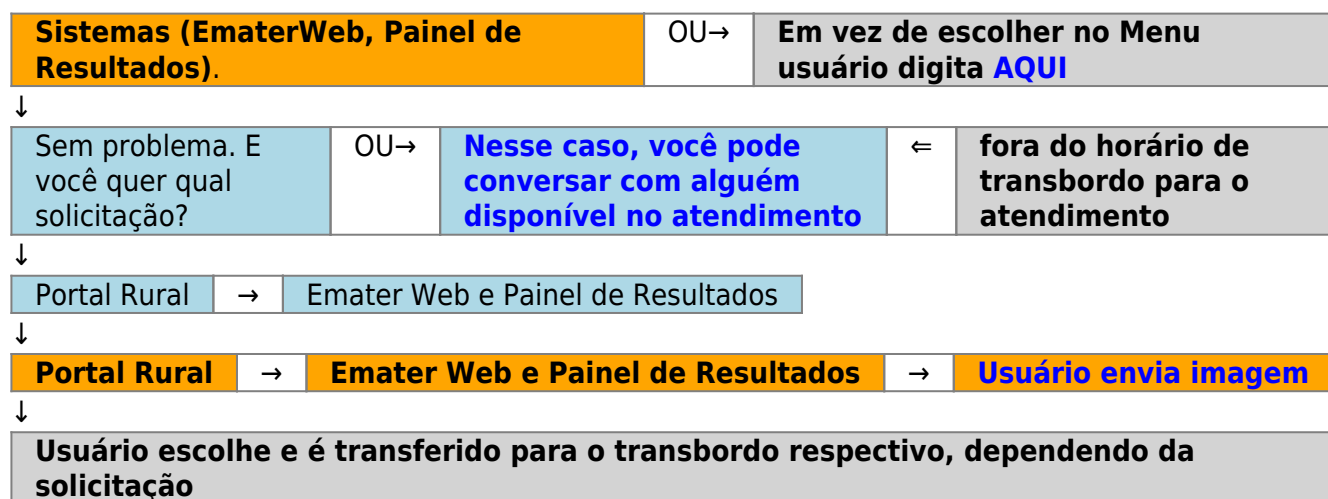 Sistemas (EmaterWeb, Painel de
Resultados).
OU→
Em vez de escolher no Menu
usuário digita AQUI
↓
Sem problema. E
você quer qual
solicitação?
OU→
Nesse caso, você pode
conversar com alguém
disponível no atendimento
⇐
fora do horário de
transbordo para o
atendimento
↓
Portal Rural → Emater Web e Painel de Resultados
↓
Portal Rural → Emater Web e Painel de Resultados → Usuário envia imagem
↓
Usuário escolhe e é transferido para o transbordo respectivo, dependendo da
solicitação